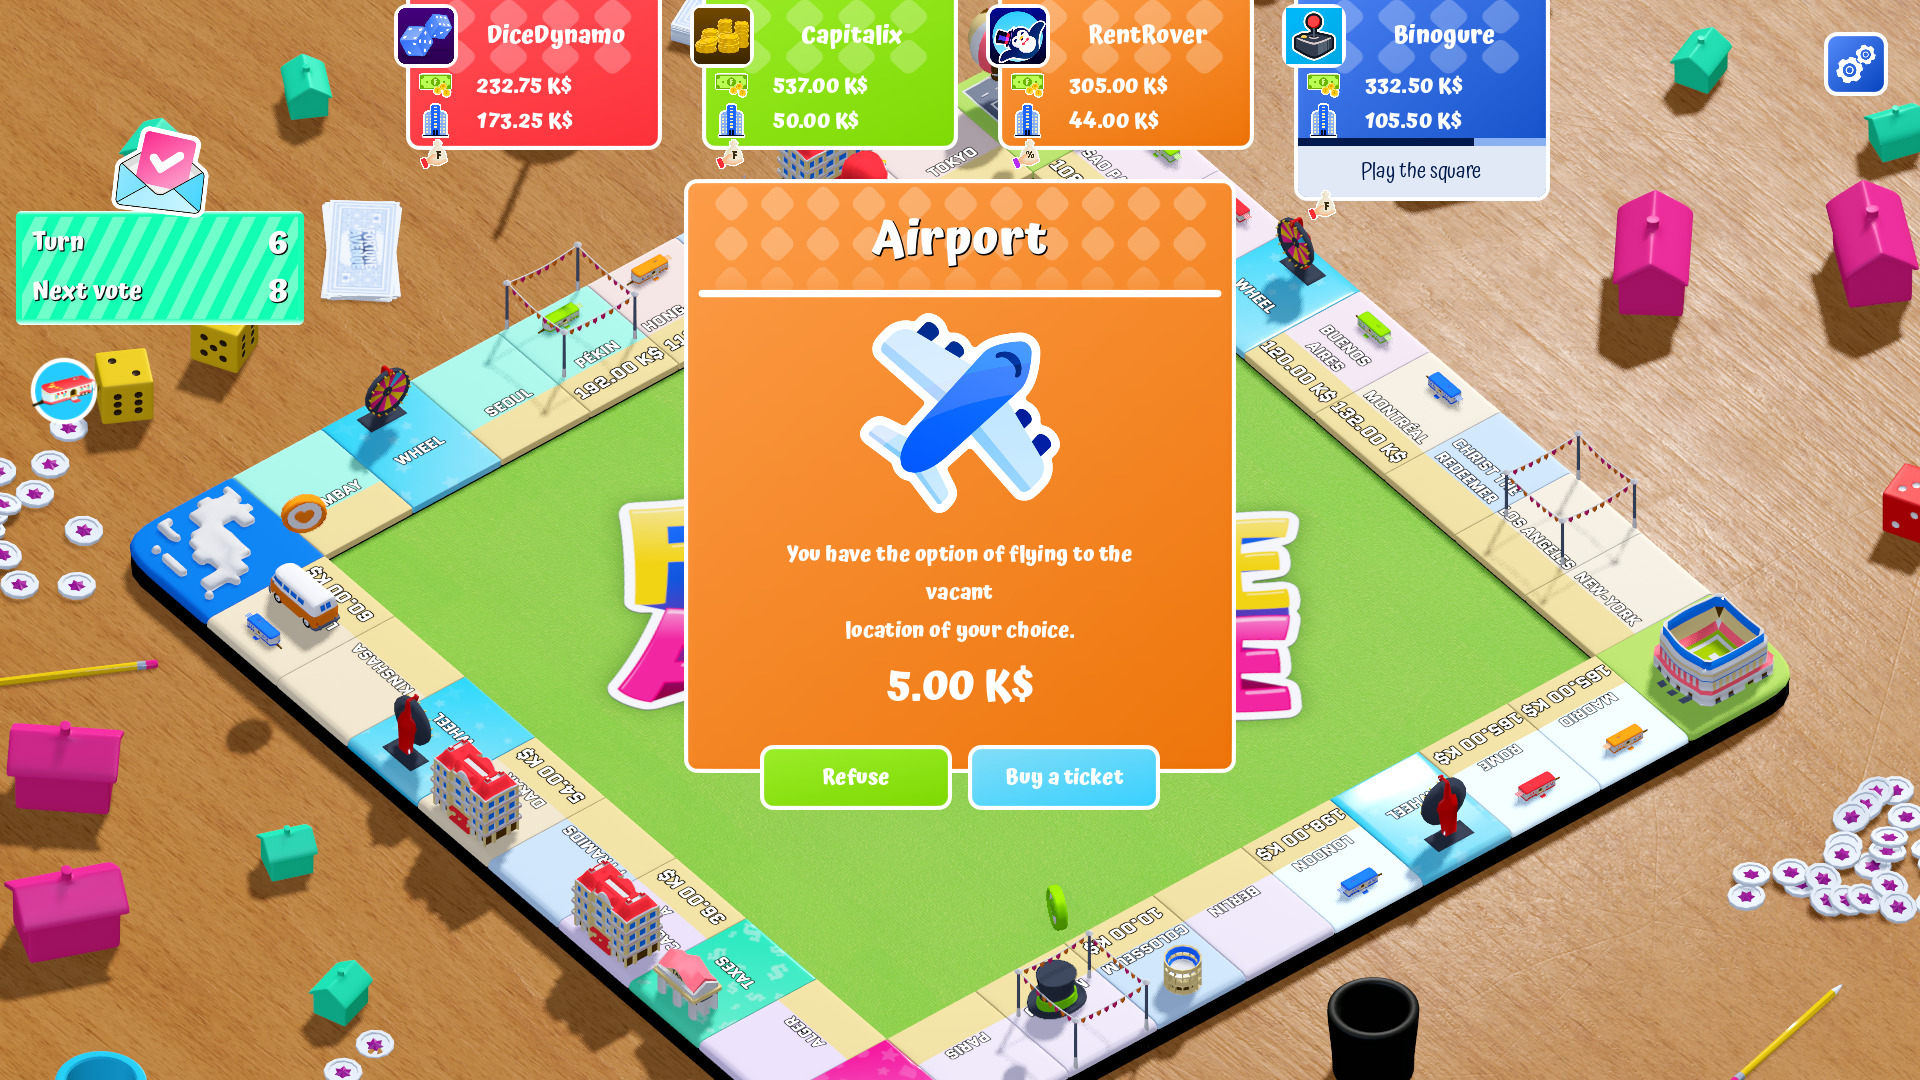 DiceDynamo
232.75 K$
173.25 K$
F
Capitalix
537.00 K$
50.00 K$
F
RentRover
305.00 K$
44.00 K$
%
Binogure
332.50 K$
105.50 K$
Play the square
F
Turn 6
Next vote 8
Airport
You have the option of flying to the
vacant
location of your choice.
5.00 K$
Refuse
Buy a ticket
TOKYO
SAO
HONG
PÉKIN
192.00 K$
SEOUL
WHEEL
60.00 K$
KINSHASA
WHEEL
54.00 K$
36.00 K$
TAXES
ALGER
PARIS
10.00 K$
COLOSSEUM
BERLIN
198.00 K$
LONDON
WHEEL
165.00 K$
ROME
165.00 K$
MADRID
NEW-YORK
LOS ANGELES
CHRIST THE
REDEEMER
MONTRÉAL
132.00 K$
BUENOS
AIRES
120.00 K$
WHEEL